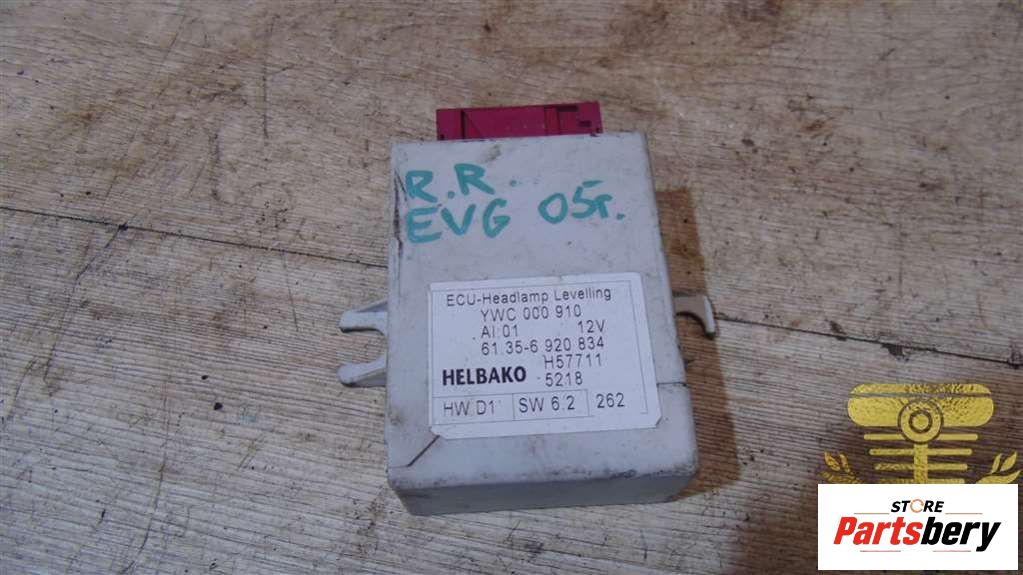 R.R.
EVG 05г.
ECU-Headlamp Levelling
YWC 000 910
AI 01 12V
61.35-6 920 834
H57711
HELBAKO 5218
HW D1 SW 6.2 262
STORE
Partsbery